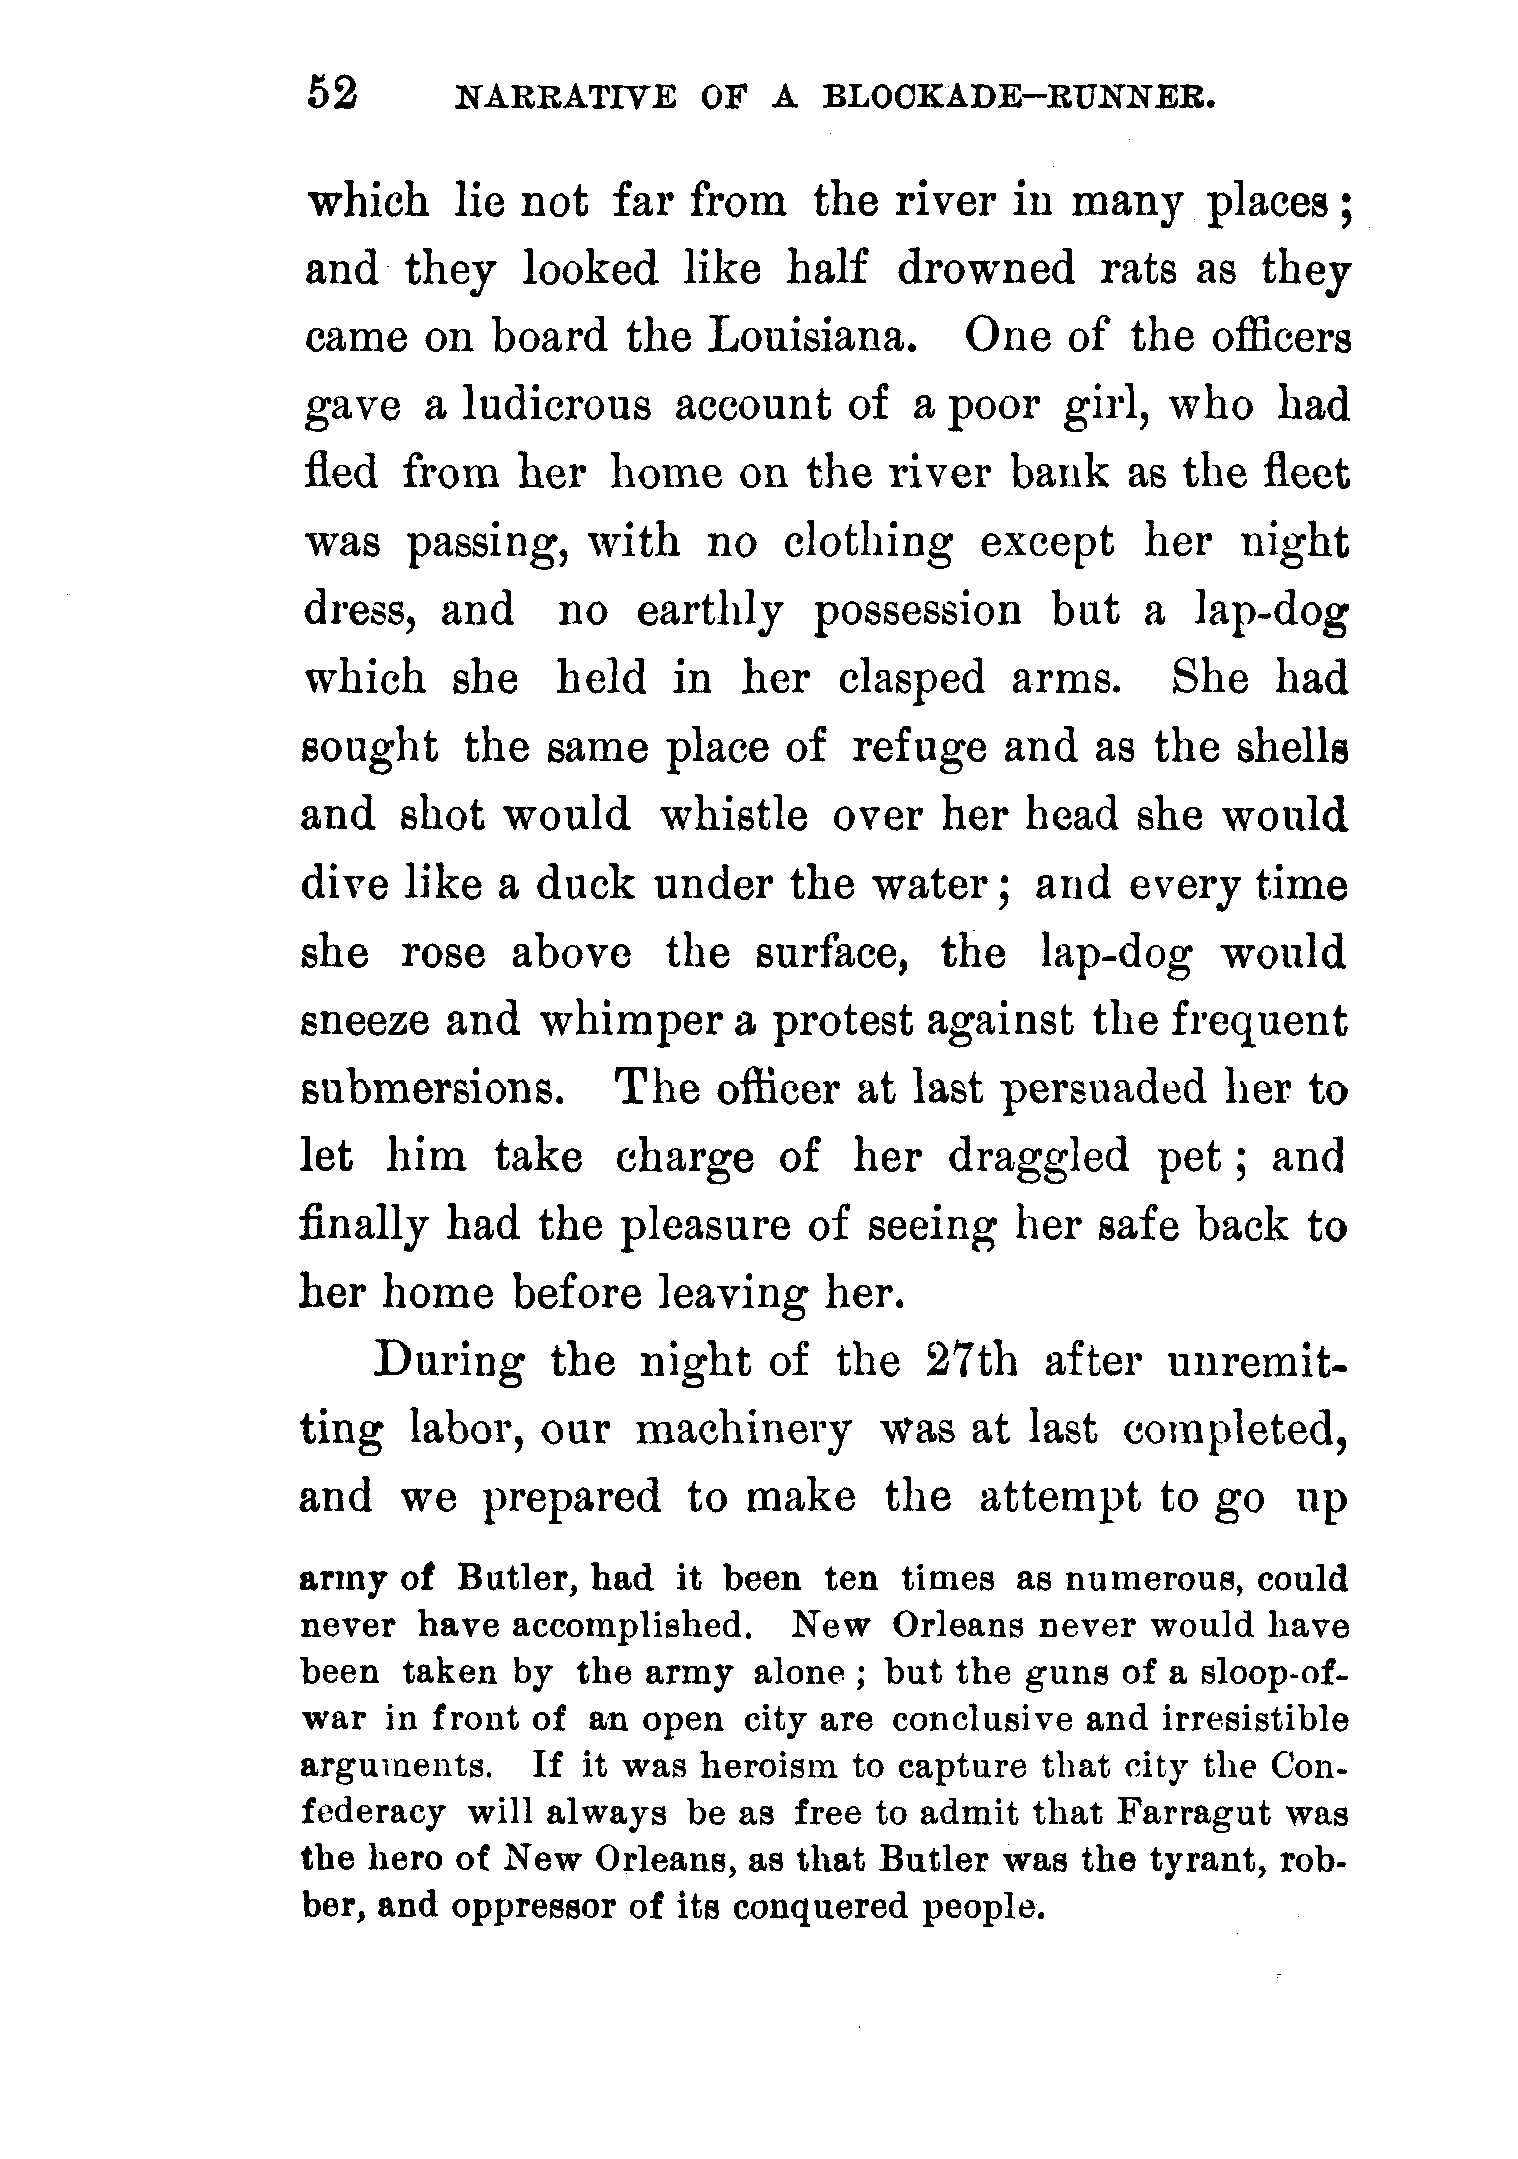 52 NARRATIVE OF A BLOCKADE-RUNNER.
which lie not far from the river in many places;
and they looked like half drowned rats as they
came on board the Louisiana. One of the officers
gave a ludicrous account of a poor girl, who had
fled from her home on the river bank as the fleet
was passing, with no clothing except her night
dress, and no earthly possession but a lap-dog
which she held in her clasped arms. She had
sought the same place of refuge and as the shells
and shot would whistle over her head she would
dive like a duck under the water; and every time
she rose above the surface, the lap-dog would
sneeze and whimper a protest against the frequent
submersions. The officer at last persuaded her to
let him take charge of her draggled pet; and
finally had the pleasure of seeing her safe back to
her home before leaving her.
During the night of the 27th after unremit-
ting labor, our machinery was at last completed,
and we prepared to make the attempt to go up
army of Butler, had it been ten times as numerous, could
never have accomplished. New Orleans never would have
been taken by the army alone; but the guns of a sloop-of-
war in front of an open city are conclusive and irresistible
arguments. If it was heroism to capture that city the Con-
federacy will always be as free to admit that Farragut was
the hero of New Orleans, as that Butler was the tyrant, rob-
ber, and oppressor of its conquered people.